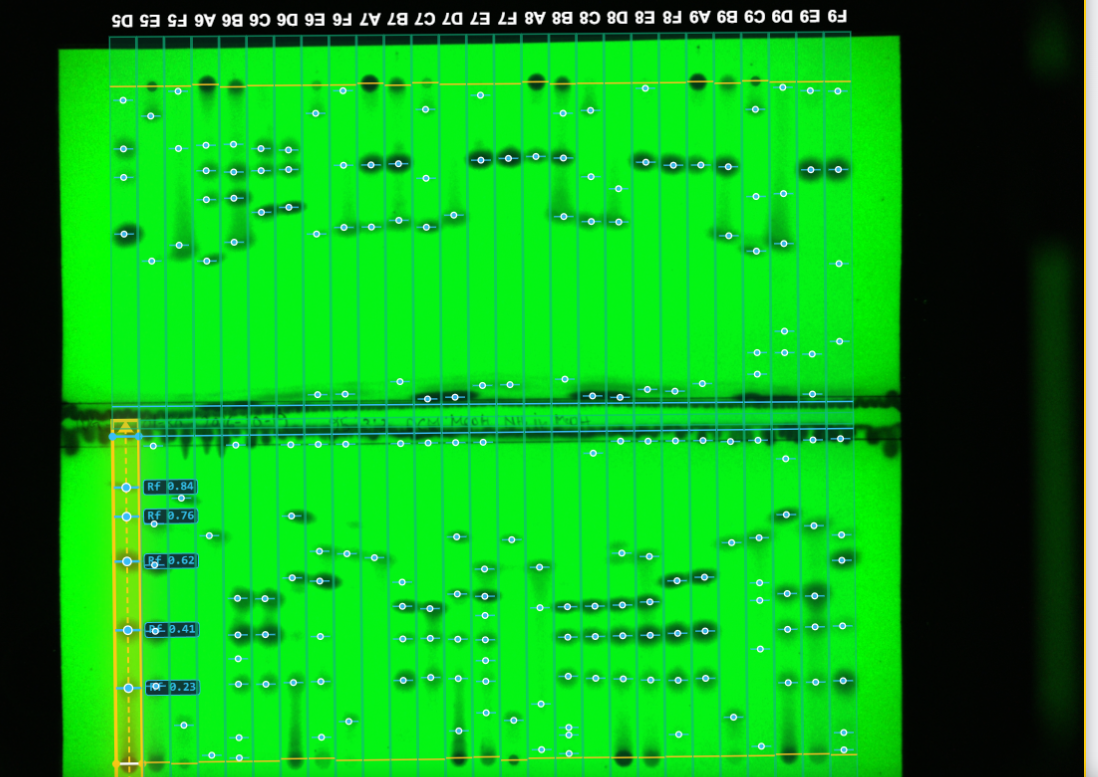 D5 E5 F5 A6 B6 C6 D6 E6 F6 A7 B7 C7 D7 E7 F7 A8 B8 C8 D8 E8 F8 A9 B9 C9 D9 E9 F9
DCM MeOH
Rf 0.84
Rf 0.76
Rf 0.62
Rf 0.41
Rf 0.23